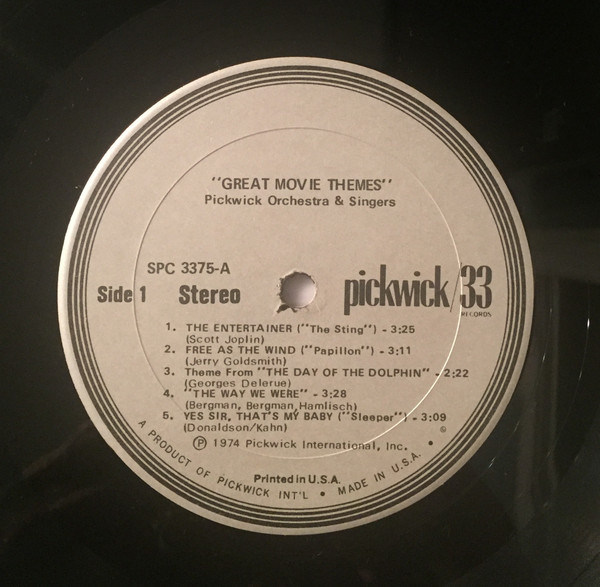 "GREAT MOVIE THEMES"
Pickwick Orchestra & Singers
SPC 3375-A
Side 1 Stereo
pickwick/33
RECORDS
1. THE ENTERTAINER ("The Sting") - 3:25
(Scott Joplin)
2. FREE AS THE WIND ("Papillon") - 3:11
(Jerry Goldsmith)
3. Theme From "THE DAY OF THE DOLPHIN" - 2:22
(Georges Delerue)
4. "THE WAY WE WERE" - 3:28
(Bergman, Bergman, Hamlisch)
5. YES SIR, THAT'S MY BABY ("Sleeper") - 3:09
(Donaldson/Kahn)
℗ 1974 Pickwick International, Inc.
Printed in U.S.A.
A PRODUCT OF PICKWICK INT'L • MADE IN U.S.A. •